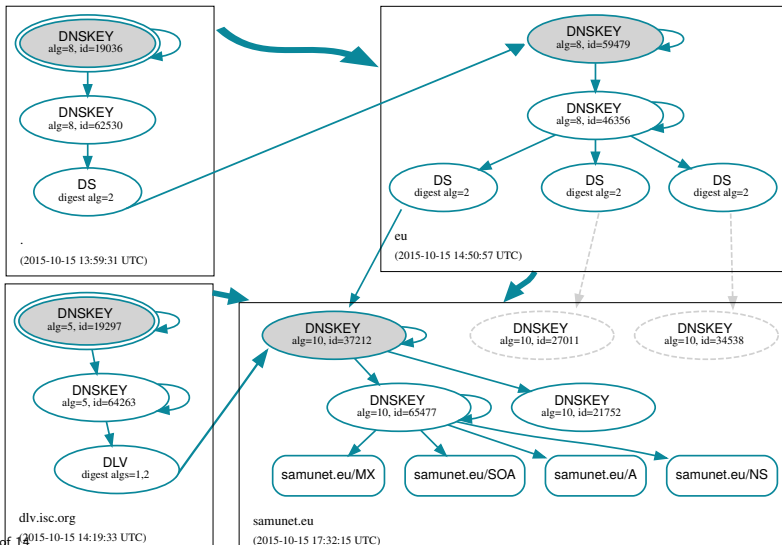 DNSKEY
alg=8, id=19036
DNSKEY
alg=8, id=62530
DS
digest alg=2
.
(2015-10-15 13:59:31 UTC)
DNSKEY
alg=8, id=59479
DNSKEY
alg=8, id=46356
DS
digest alg=2
DS
digest alg=2
DS
digest alg=2
eu
(2015-10-15 14:50:57 UTC)
DNSKEY
alg=5, id=19297
DNSKEY
alg=5, id=64263
DLV
digest algs=1,2
dlv.isc.org
(2015-10-15 14:19:33 UTC)
DNSKEY
alg=10, id=37212
DNSKEY
alg=10, id=27011
DNSKEY
alg=10, id=34538
DNSKEY
alg=10, id=65477
DNSKEY
alg=10, id=21752
samunet.eu/MX
samunet.eu/SOA
samunet.eu/A
samunet.eu/NS
samunet.eu
(2015-10-15 17:32:15 UTC)
of 14